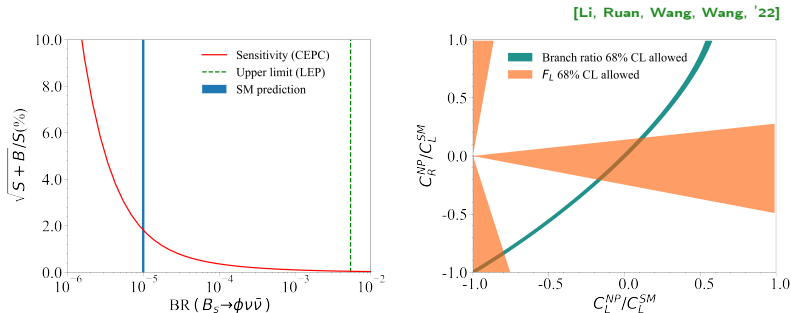 [Li, Ruan, Wang, Wang, '22]
10.0
8.0
6.0
4.0
2.0
0.0
√S + B /S(%)
Sensitivity (CEPC)
Upper limit (LEP)
SM prediction
10⁻⁶
10⁻⁵
10⁻⁴
10⁻³
10⁻²
BR ( Bₛ→ϕνν̄ )
1.0
0.5
0.0
-0.5
-1.0
C_R^{NP}/C_L^{SM}
Branch ratio 68% CL allowed
F_L 68% CL allowed
-1.0
-0.5
0.0
0.5
1.0
C_L^{NP}/C_L^{SM}